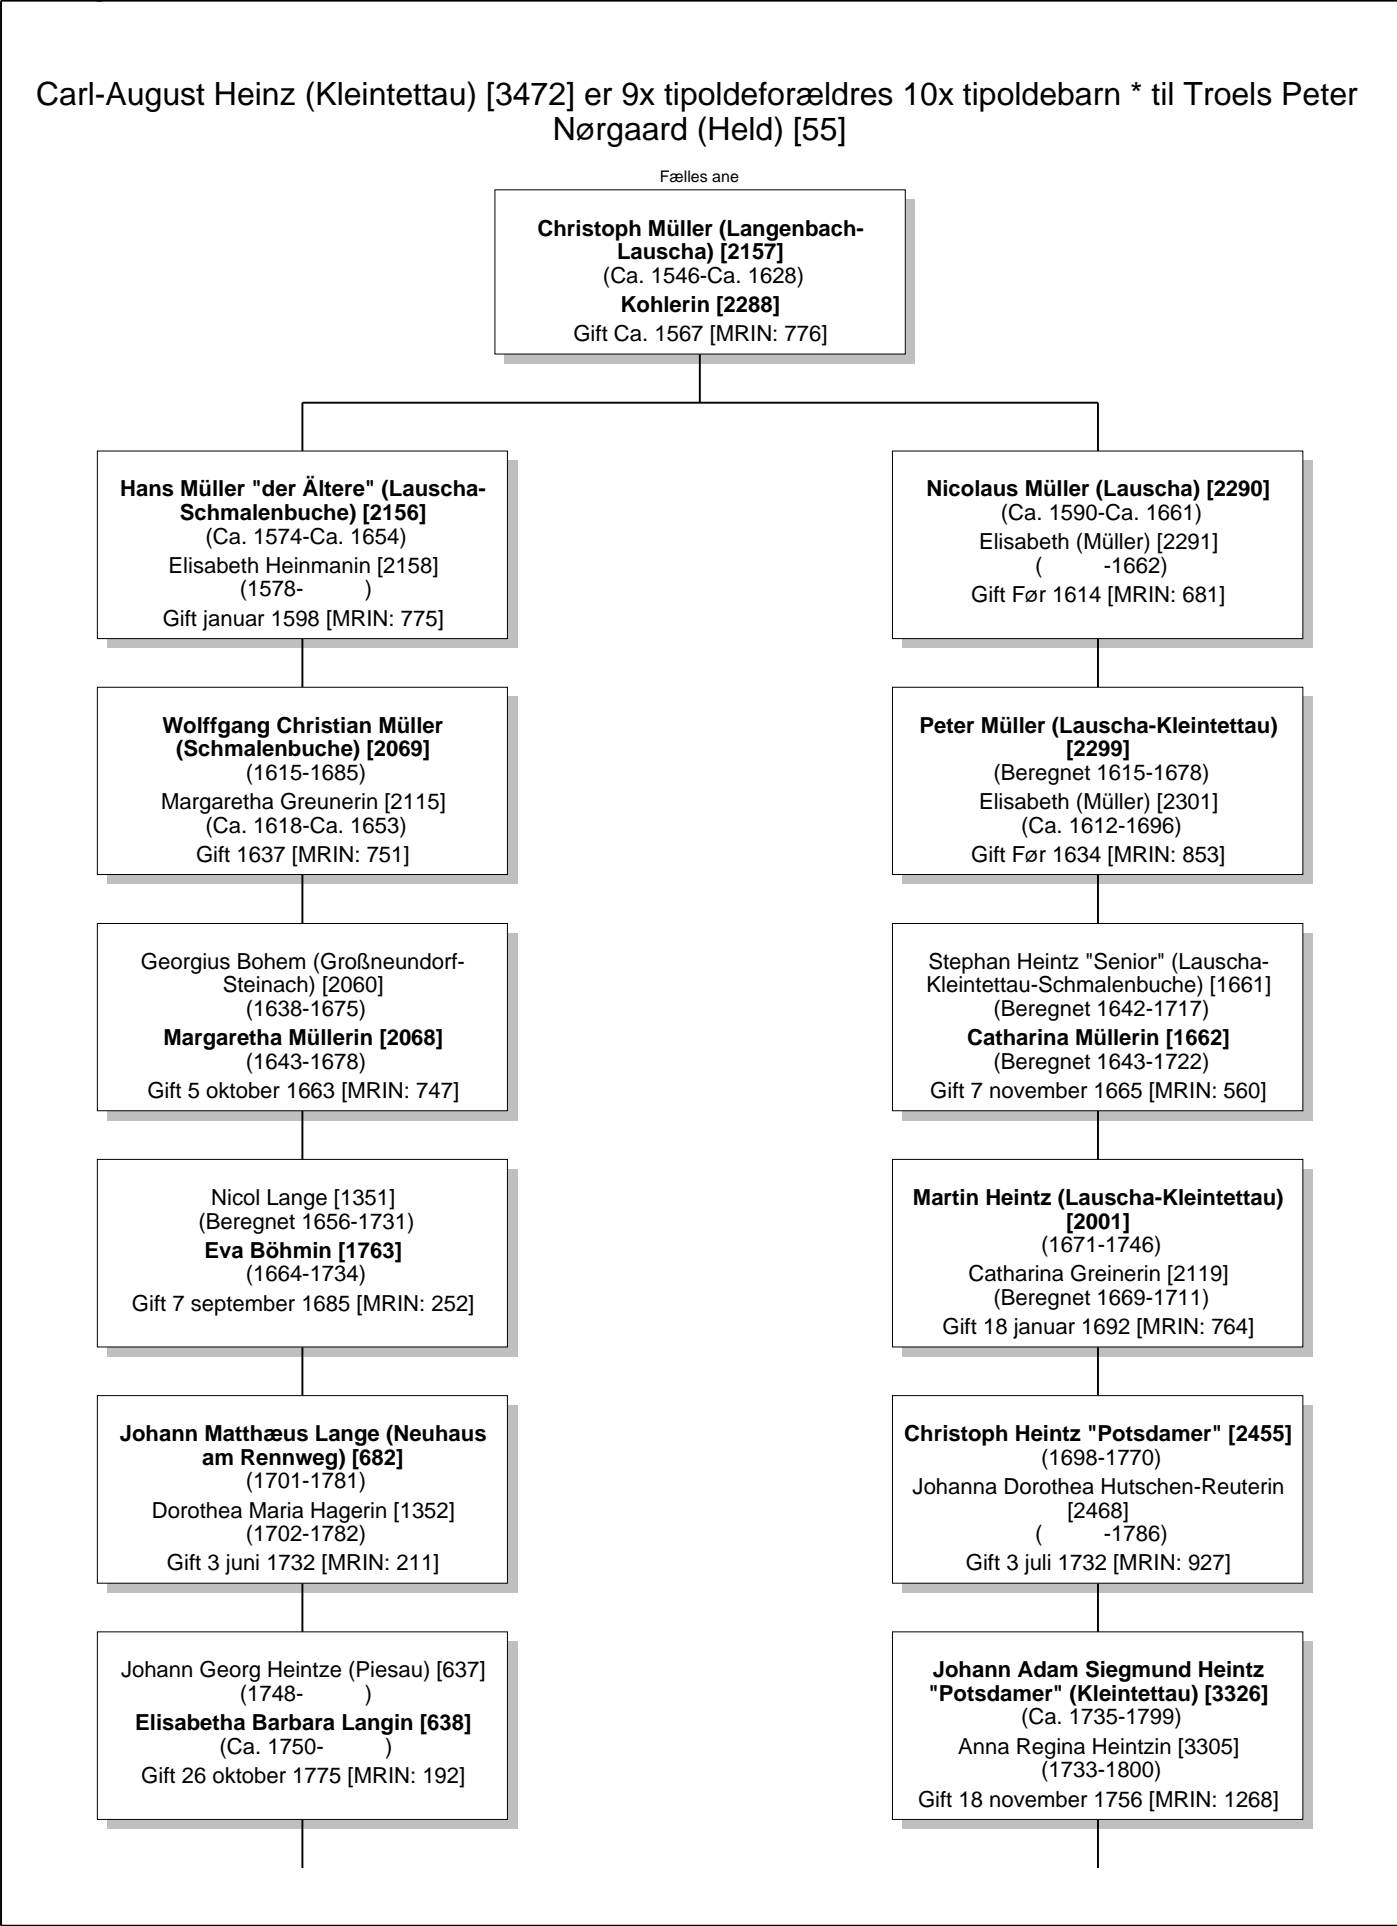 Carl-August Heinz (Kleintettau) [3472] er 9x tipoldeforældres 10x tipoldebarn * til Troels Peter
Nørgaard (Held) [55]
Fælles ane
Christoph Müller (Langenbach-
Lauscha) [2157]
(Ca. 1546-Ca. 1628)
Kohlerin [2288]
Gift Ca. 1567 [MRIN: 776]
Hans Müller "der Ältere" (Lauscha-
Schmalenbuche) [2156]
(Ca. 1574-Ca. 1654)
Elisabeth Heinmanin [2158]
(1578- )
Gift januar 1598 [MRIN: 775]
Nicolaus Müller (Lauscha) [2290]
(Ca. 1590-Ca. 1661)
Elisabeth (Müller) [2291]
( -1662)
Gift Før 1614 [MRIN: 681]
Wolffgang Christian Müller
(Schmalenbuche) [2069]
(1615-1685)
Margaretha Greunerin [2115]
(Ca. 1618-Ca. 1653)
Gift 1637 [MRIN: 751]
Peter Müller (Lauscha-Kleintettau)
[2299]
(Beregnet 1615-1678)
Elisabeth (Müller) [2301]
(Ca. 1612-1696)
Gift Før 1634 [MRIN: 853]
Georgius Bohem (Großneundorf-
Steinach) [2060]
(1638-1675)
Margaretha Müllerin [2068]
(1643-1678)
Gift 5 oktober 1663 [MRIN: 747]
Stephan Heintz "Senior" (Lauscha-
Kleintettau-Schmalenbuche) [1661]
(Beregnet 1642-1717)
Catharina Müllerin [1662]
(Beregnet 1643-1722)
Gift 7 november 1665 [MRIN: 560]
Nicol Lange [1351]
(Beregnet 1656-1731)
Eva Böhmin [1763]
(1664-1734)
Gift 7 september 1685 [MRIN: 252]
Martin Heintz (Lauscha-Kleintettau)
[2001]
(1671-1746)
Catharina Greinerin [2119]
(Beregnet 1669-1711)
Gift 18 januar 1692 [MRIN: 764]
Johann Matthæus Lange (Neuhaus
am Rennweg) [682]
(1701-1781)
Dorothea Maria Hagerin [1352]
(1702-1782)
Gift 3 juni 1732 [MRIN: 211]
Christoph Heintz "Potsdamer" [2455]
(1698-1770)
Johanna Dorothea Hutschen-Reuterin
[2468]
( -1786)
Gift 3 juli 1732 [MRIN: 927]
Johann Georg Heintze (Piesau) [637]
(1748- )
Elisabetha Barbara Langin [638]
(Ca. 1750- )
Gift 26 oktober 1775 [MRIN: 192]
Johann Adam Siegmund Heintz
"Potsdamer" (Kleintettau) [3326]
(Ca. 1735-1799)
Anna Regina Heintzin [3305]
(1733-1800)
Gift 18 november 1756 [MRIN: 1268]